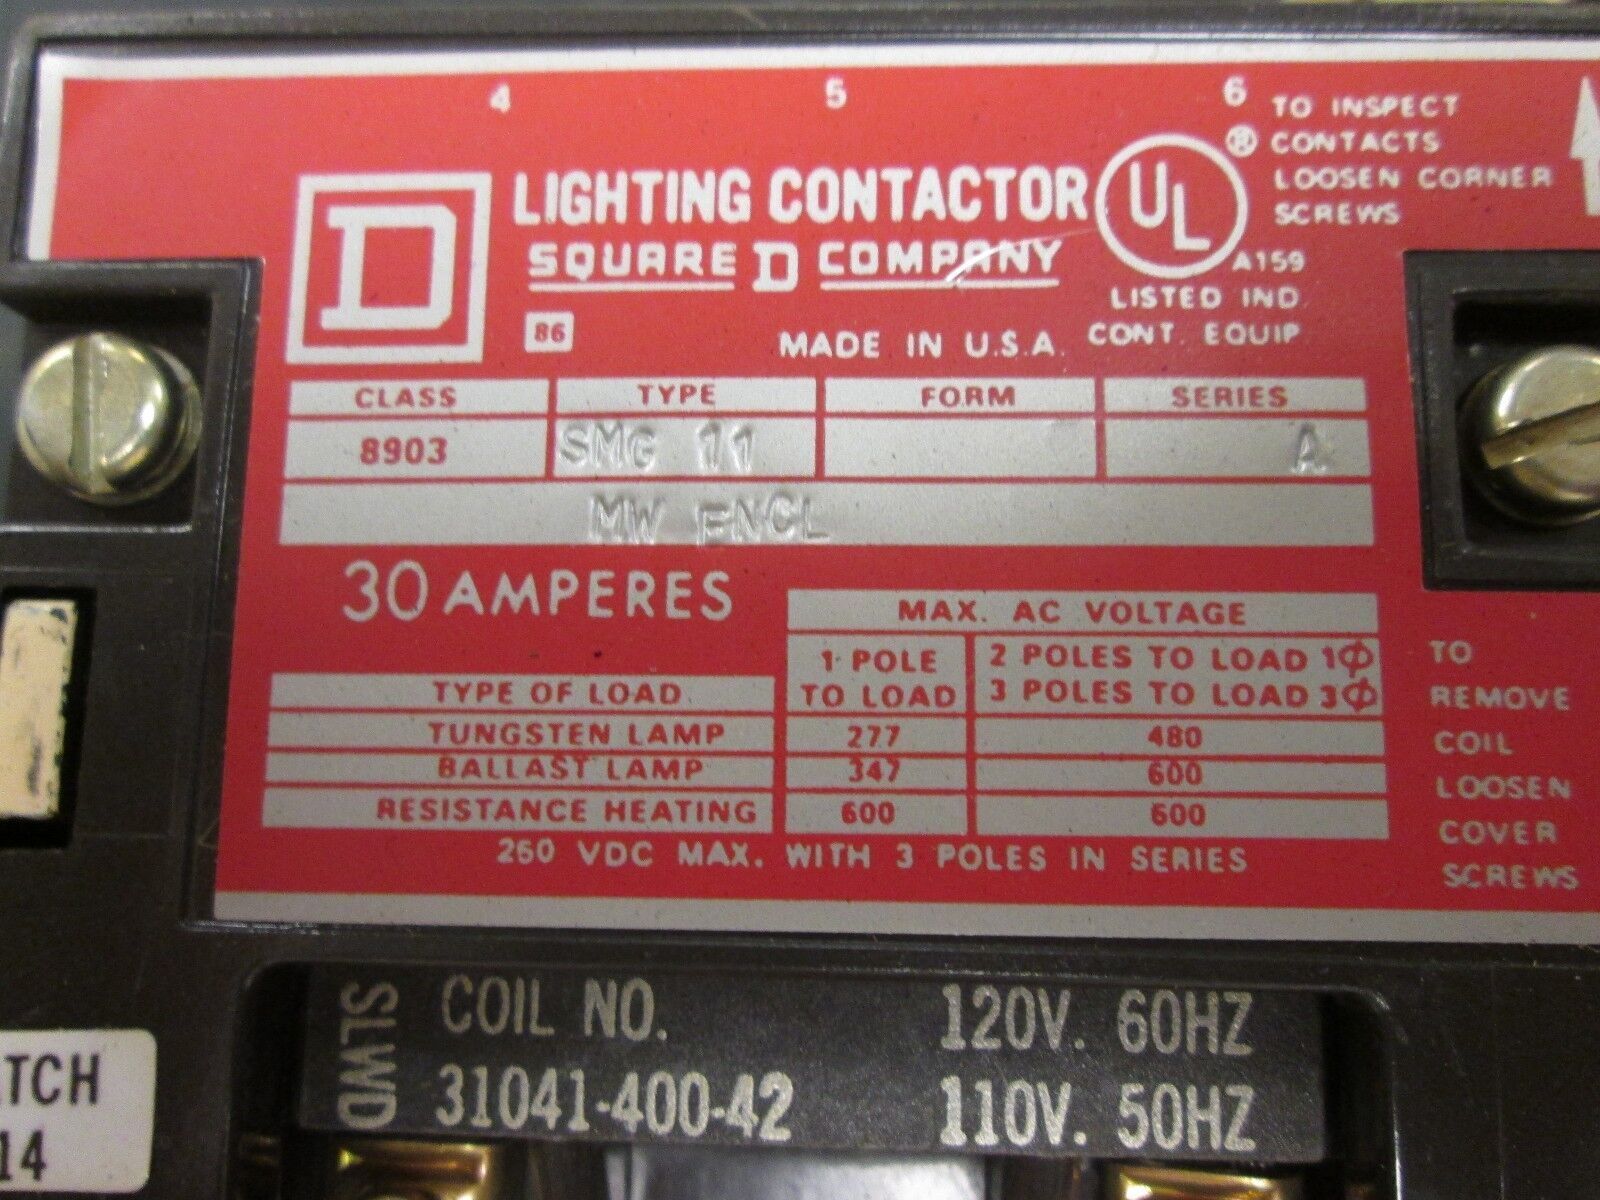 4 5 6
TO INSPECT
CONTACTS
LOOSEN CORNER
SCREWS
D LIGHTING CONTACTOR
SQUARE D COMPANY
UL ®
A159
LISTED IND.
CONT. EQUIP.
86
MADE IN U.S.A.
CLASS TYPE FORM SERIES
8903 SMG 11 A
MW ENCL
30 AMPERES
MAX. AC VOLTAGE
1 POLE 2 POLES TO LOAD 1Φ
TYPE OF LOAD TO LOAD 3 POLES TO LOAD 3Φ
TUNGSTEN LAMP 277 480
BALLAST LAMP 347 600
RESISTANCE HEATING 600 600
260 VDC MAX. WITH 3 POLES IN SERIES
TO
REMOVE
COIL
LOOSEN
COVER
SCREWS
SLWD
COIL NO. 120V. 60HZ
31041-400-42 110V. 50HZ
ATCH
14